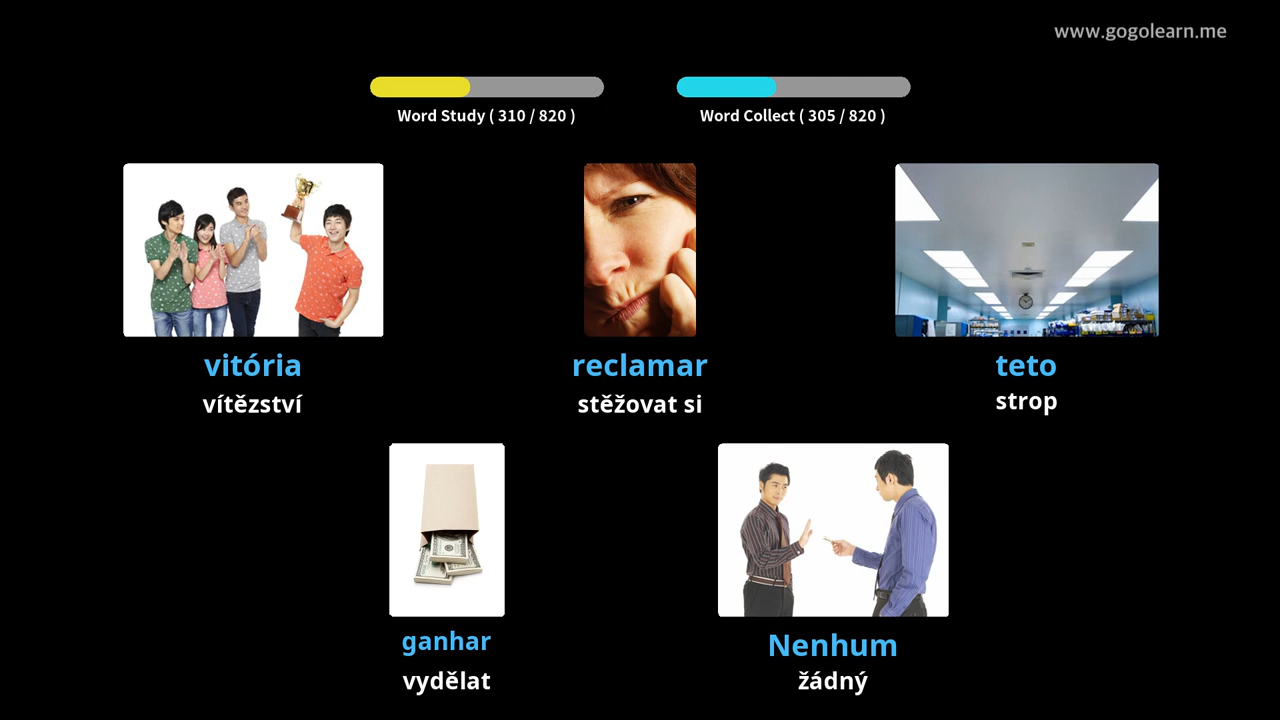 www.gogolearn.me
Word Study ( 310 / 820 )
Word Collect ( 305 / 820 )
vitória
vítězství
reclamar
stěžovat si
teto
strop
ganhar
vydělat
Nenhum
žádný